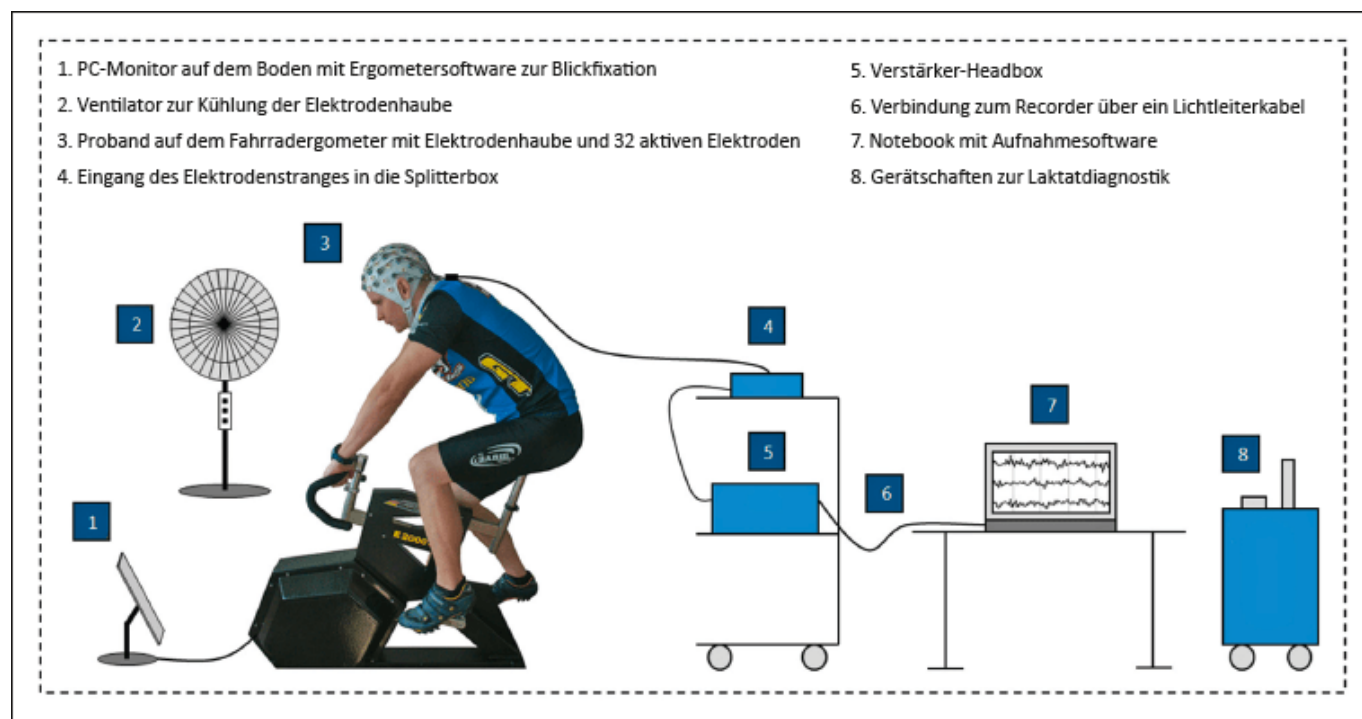 1. PC-Monitor auf dem Boden mit Ergometersoftware zur Blickfixation
2. Ventilator zur Kühlung der Elektrodenhaube
3. Proband auf dem Fahrradergometer mit Elektrodenhaube und 32 aktiven Elektroden
4. Eingang des Elektrodenstranges in die Splitterbox
5. Verstärker-Headbox
6. Verbindung zum Recorder über ein Lichtleiterkabel
7. Notebook mit Aufnahmesoftware
8. Gerätschaften zur Laktatdiagnostik
3
2
4
7
5
8
6
1
GT
E 2000